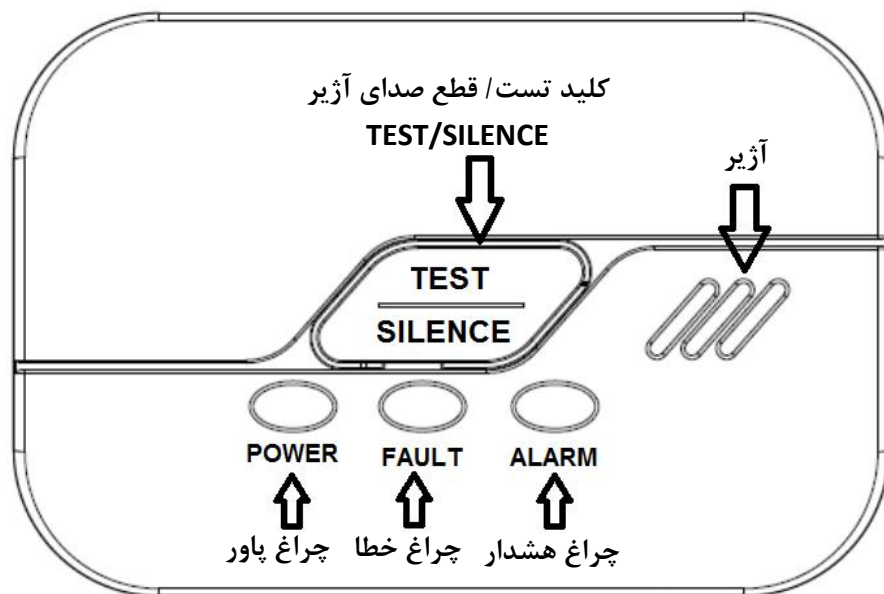 کلید تست/ قطع صدای آژیر
TEST/SILENCE
آژیر
TEST
SILENCE
POWER
FAULT
ALARM
چراغ پاور
چراغ خطا
چراغ هشدار